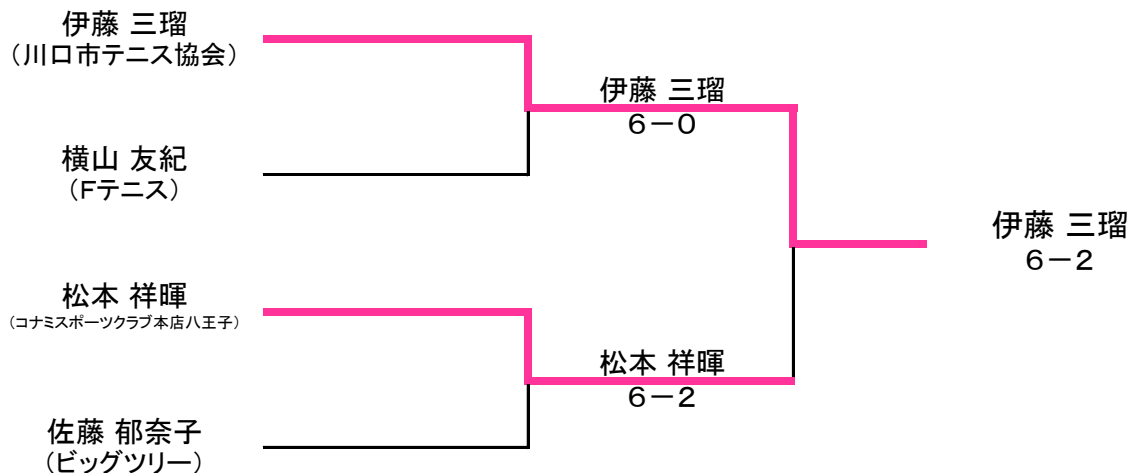 伊藤 三瑠
（川口市テニス協会）
伊藤 三瑠
６－０
横山 友紀
（Fテニス）
伊藤 三瑠
６－２
松本 祥暉
（コナミスポーツクラブ本店八王子）
松本 祥暉
６－２
佐藤 郁奈子
（ビッグツリー）